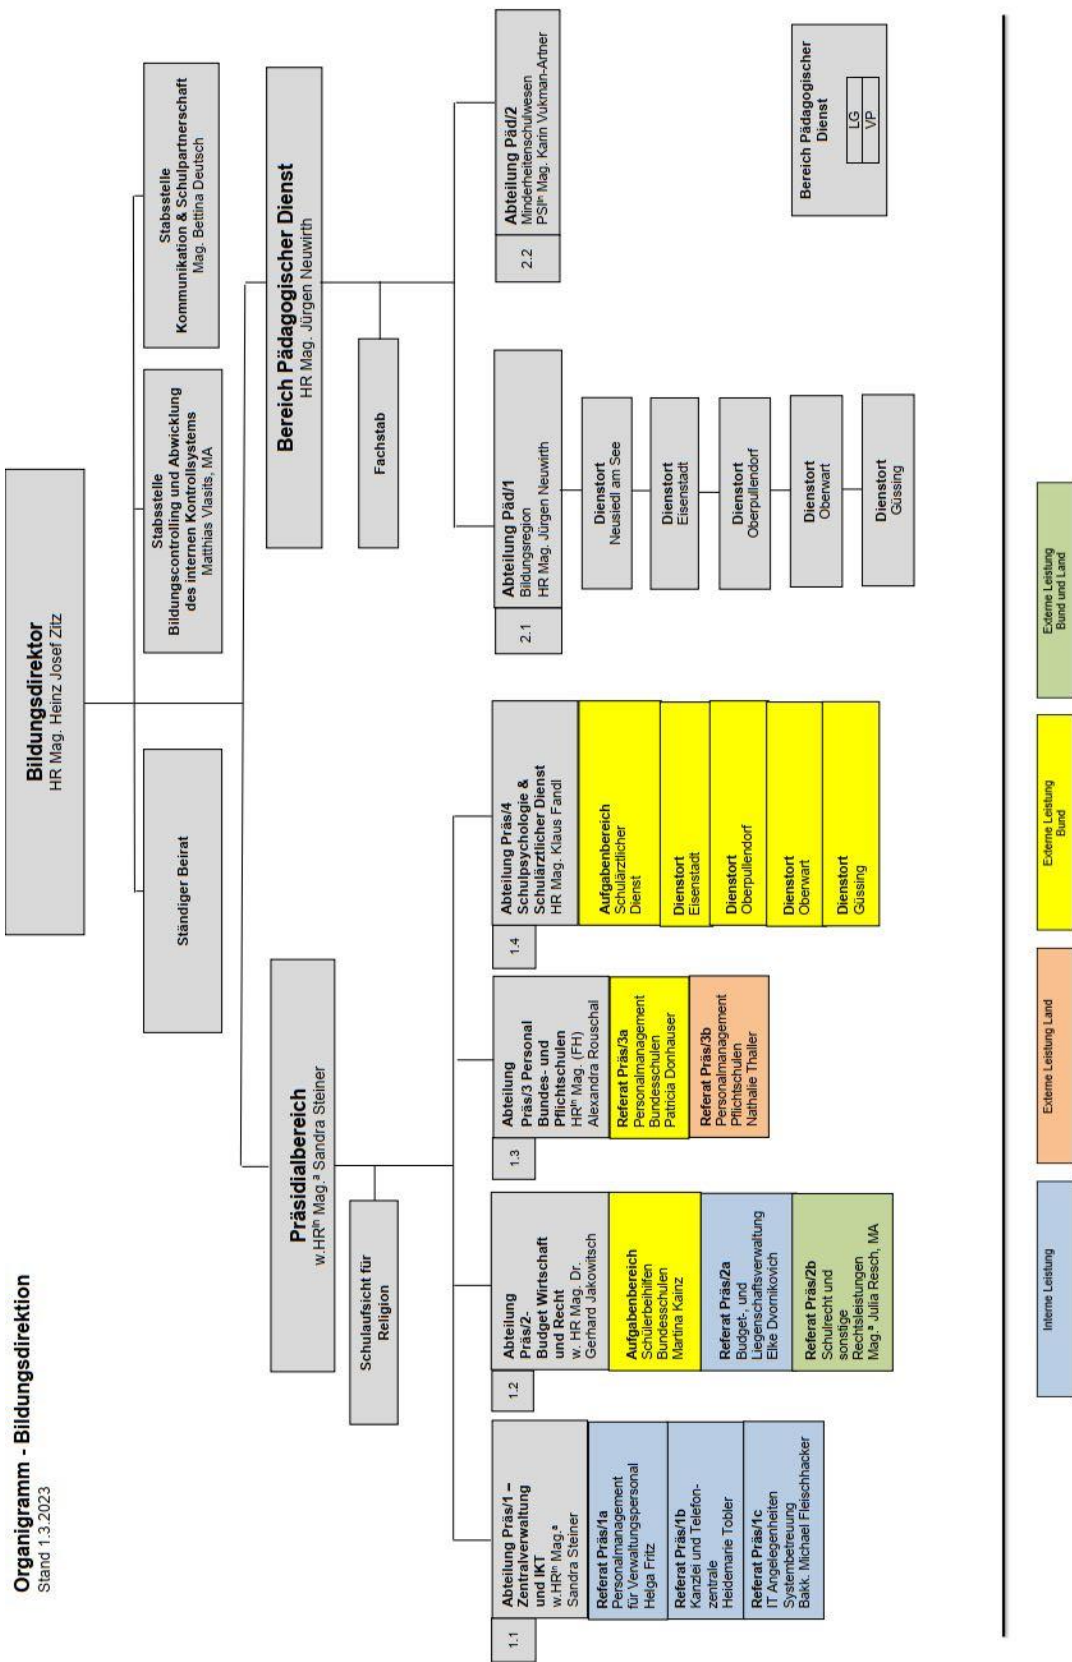 Organigramm - Bildungsdirektion
Stand 1.3.2023
Bildungsdirektor
HR Mag. Heinz Josef Zitz
Ständiger Beirat
Stabsstelle
Bildungscontrolling und Abwicklung
des internen Kontrollsystems
Matthias Vlasits, MA
Stabsstelle
Kommunikation & Schulpartnerschaft
Mag. Bettina Deutsch
Präsidialbereich
w.HRⁱⁿ Mag.ª Sandra Steiner
Schulaufsicht für
Religion
Bereich Pädagogischer Dienst
HR Mag. Jürgen Neuwirth
Fachstab
1.1
Abteilung Präs/1 –
Zentralverwaltung
und IKT
w.HRⁱⁿ Mag.ª
Sandra Steiner
Referat Präs/1a
Personalmanagement
für Verwaltungspersonal
Helga Fritz
Referat Präs/1b
Kanzlei und Telefon-
zentrale
Heidemarie Tobler
Referat Präs/1c
IT Angelegenheiten
Systembetreuung
Bakk. Michael Fleischhacker
1.2
Abteilung
Präs/2-
Budget Wirtschaft
und Recht
w. HR Mag. Dr.
Gerhard Jakowitsch
Aufgabenbereich
Schülerbeihilfen
Bundesschulen
Martina Kainz
Referat Präs/2a
Budget-, und
Liegenschaftsverwaltung
Elke Dvornikovich
Referat Präs/2b
Schulrecht und
sonstige
Rechtsleistungen
Mag.ª Julia Resch, MA
1.3
Abteilung
Präs/3 Personal
Bundes- und
Pflichtschulen
HRⁱⁿ Mag. (FH)
Alexandra Rouschal
Referat Präs/3a
Personalmanagement
Bundesschulen
Patricia Donhauser
Referat Präs/3b
Personalmanagement
Pflichtschulen
Nathalie Thaller
1.4
Abteilung Präs/4
Schulpsychologie &
Schulärztlicher Dienst
HR Mag. Klaus Fandl
Aufgabenbereich
Schulärztlicher
Dienst
Dienstort
Eisenstadt
Dienstort
Oberpullendorf
Dienstort
Oberwart
Dienstort
Güssing
2.1
Abteilung Päd/1
Bildungsregion
HR Mag. Jürgen Neuwirth
Dienstort
Neusiedl am See
Dienstort
Eisenstadt
Dienstort
Oberpullendorf
Dienstort
Oberwart
Dienstort
Güssing
2.2
Abteilung Päd/2
Minderheitenschulwesen
PSIⁱⁿ Mag. Karin Vukman-Artner
Bereich Pädagogischer
Dienst
LG
VP
Interne Leistung
Externe Leistung Land
Externe Leistung
Bund
Externe Leistung
Bund und Land